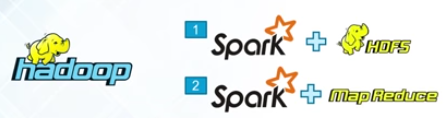 hadoop
1 Spark + HDFS
2 Spark + Map Reduce